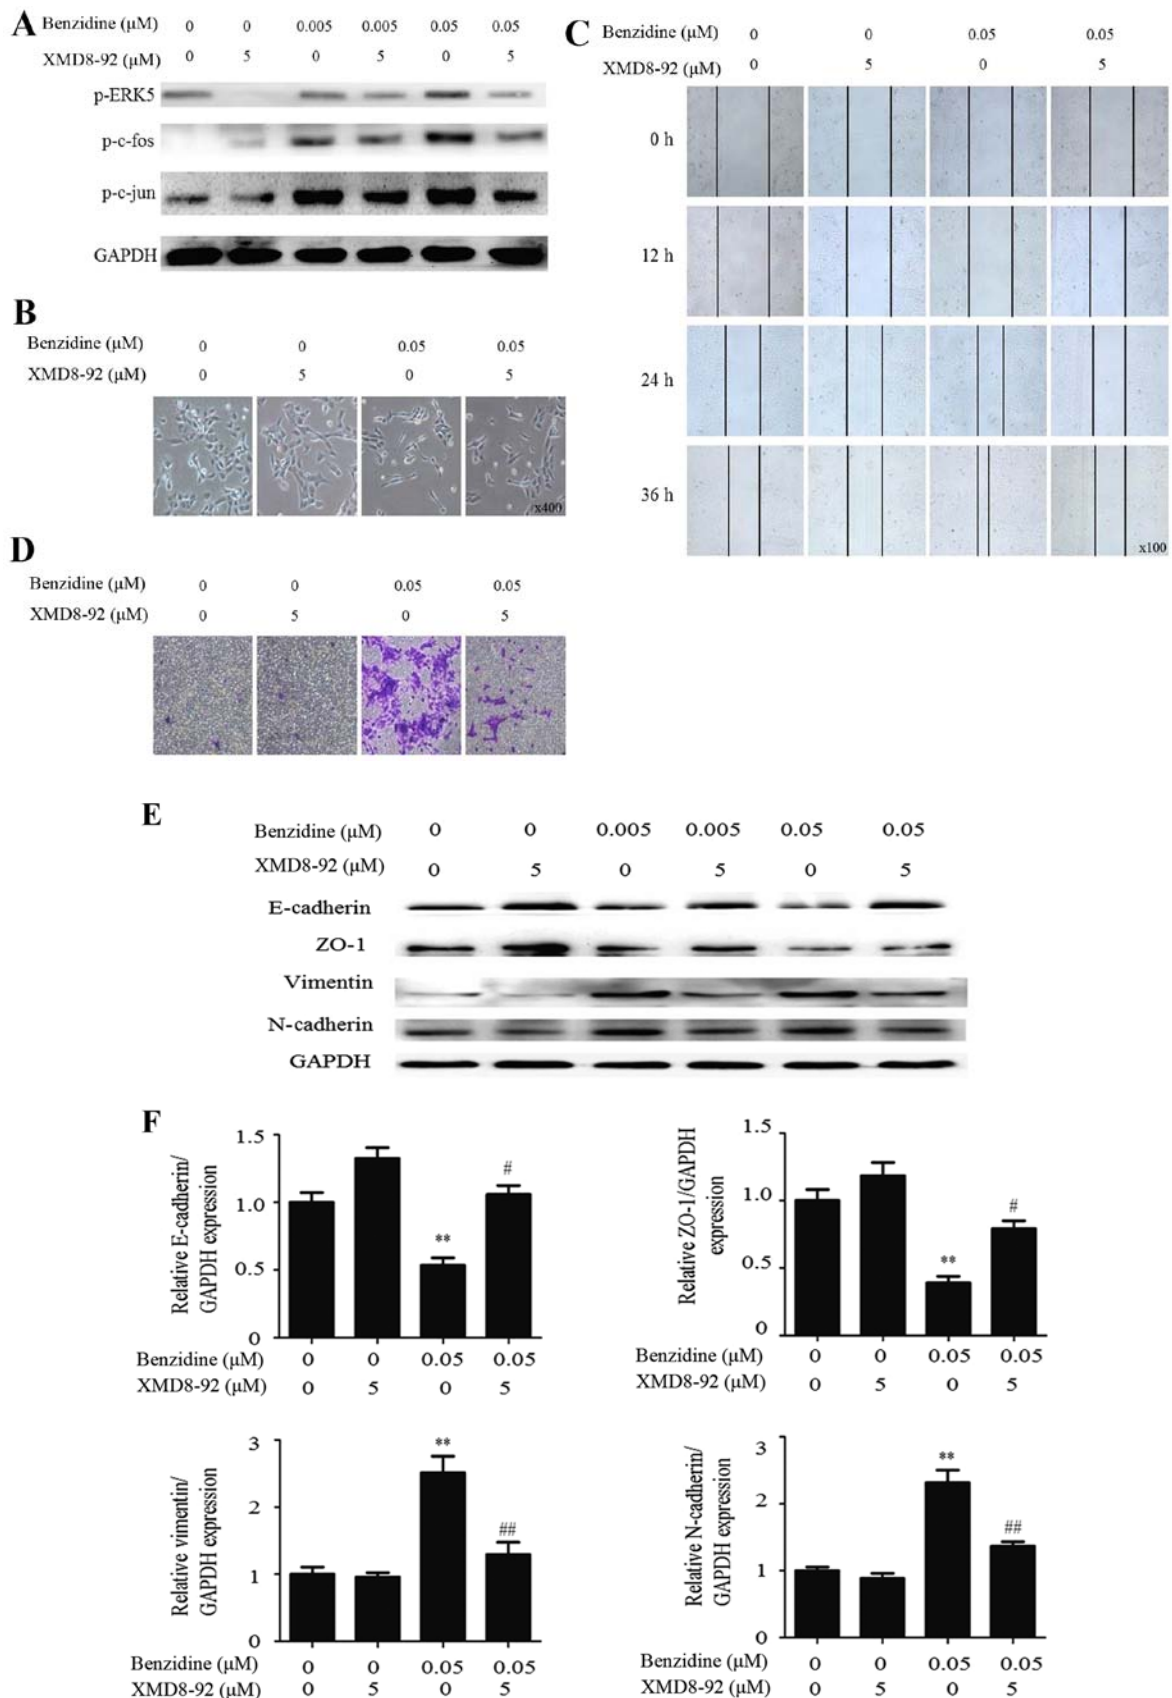 A
Benzidine (μM) 0 0 0.005 0.005 0.05 0.05
XMD8-92 (μM) 0 5 0 5 0 5
p-ERK5
p-c-fos
p-c-jun
GAPDH
B
Benzidine (μM) 0 0 0.05 0.05
XMD8-92 (μM) 0 5 0 5
x400
C
Benzidine (μM) 0 0 0.05 0.05
XMD8-92 (μM) 0 5 0 5
0 h
12 h
24 h
36 h
x100
D
Benzidine (μM) 0 0 0.05 0.05
XMD8-92 (μM) 0 5 0 5
E
Benzidine (μM) 0 0 0.005 0.005 0.05 0.05
XMD8-92 (μM) 0 5 0 5 0 5
E-cadherin
ZO-1
Vimentin
N-cadherin
GAPDH
F
Relative E-cadherin/
GAPDH expression
1.5
1.0
0.5
0
**
#
Benzidine (μM) 0 0 0.05 0.05
XMD8-92 (μM) 0 5 0 5
Relative ZO-1/GAPDH
expression
1.5
1.0
0.5
0
**
#
Benzidine (μM) 0 0 0.05 0.05
XMD8-92 (μM) 0 5 0 5
Relative vimentin/
GAPDH expression
3
2
1
0
**
##
Benzidine (μM) 0 0 0.05 0.05
XMD8-92 (μM) 0 5 0 5
Relative N-cadherin/
GAPDH expression
3
2
1
0
**
##
Benzidine (μM) 0 0 0.05 0.05
XMD8-92 (μM) 0 5 0 5